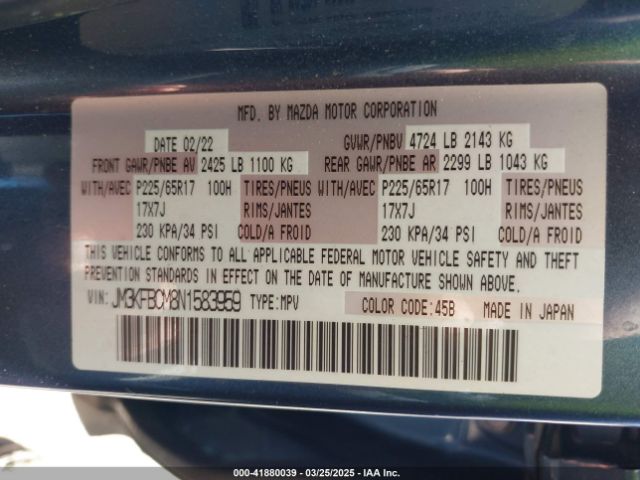 MFD. BY MAZDA MOTOR CORPORATION
DATE 02/22 GVWR/PNBV 4724 LB 2143 KG
FRONT GAWR/PNBE AV 2425 LB 1100 KG REAR GAWR/PNBE AR 2299 LB 1043 KG
WITH/AVEC P225/65R17 100H TIRES/PNEUS WITH/AVEC P225/65R17 100H TIRES/PNEUS
17X7J RIMS/JANTES 17X7J RIMS/JANTES
230 KPA/34 PSI COLD/A FROID 230 KPA/34 PSI COLD/A FROID
THIS VEHICLE CONFORMS TO ALL APPLICABLE FEDERAL MOTOR VEHICLE SAFETY AND THEFT
PREVENTION STANDARDS IN EFFECT ON THE DATE OF MANUFACTURE SHOWN ABOVE.
VIN: JM3KFBCM8N1583959 TYPE:MPV COLOR CODE:45B MADE IN JAPAN
000-41880039 - 03/25/2025 - IAAI.COM